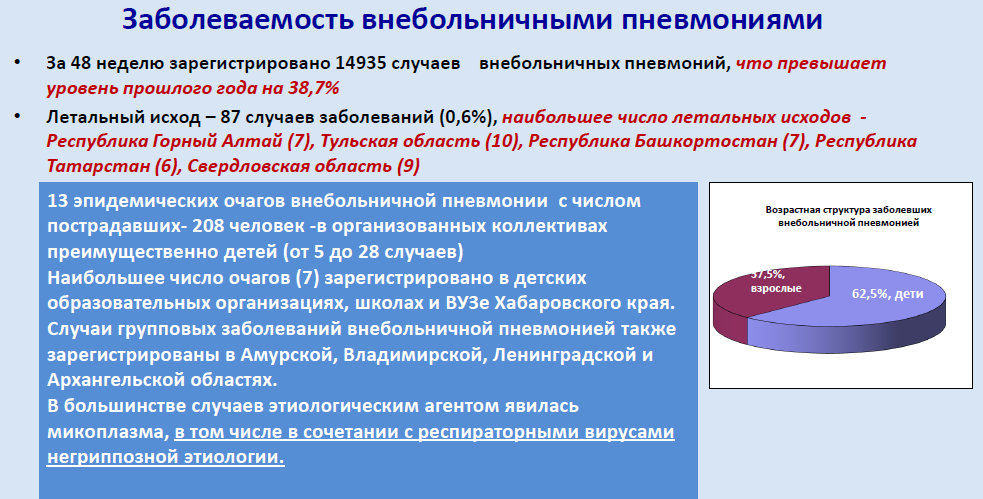 Заболеваемость внебольничными пневмониями
• За 48 неделю зарегистрировано 14935 случаев внебольничных пневмоний, что превышает
уровень прошлого года на 38,7%
• Летальный исход – 87 случаев заболеваний (0,6%), наибольшее число летальных исходов -
Республика Горный Алтай (7), Тульская область (10), Республика Башкортостан (7), Республика
Татарстан (6), Свердловская область (9)
13 эпидемических очагов внебольничной пневмонии с числом
пострадавших- 208 человек -в организованных коллективах
преимущественно детей (от 5 до 28 случаев)
Наибольшее число очагов (7) зарегистрировано в детских
образовательных организациях, школах и ВУЗе Хабаровского края.
Случаи групповых заболеваний внебольничной пневмонией также
зарегистрированы в Амурской, Владимирской, Ленинградской и
Архангельской областях.
В большинстве случаев этиологическим агентом явилась
микоплазма, в том числе в сочетании с респираторными вирусами
негриппозной этиологии.
Возрастная структура заболевших
внебольничной пневмонией
37,5%,
взрослые
62,5%, дети